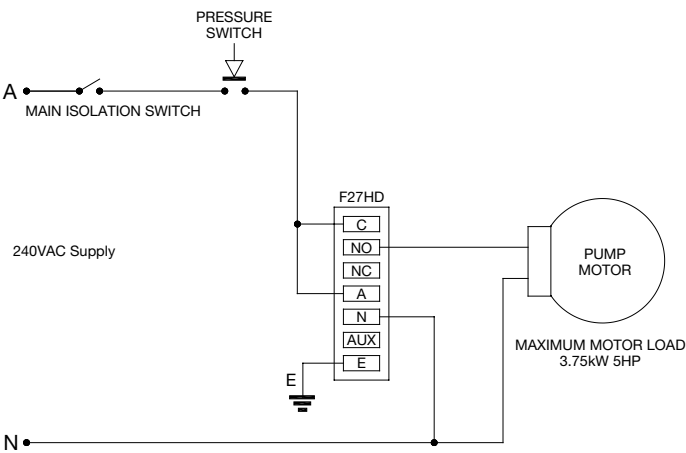 PRESSURE
SWITCH
A
MAIN ISOLATION SWITCH
F27HD
C
NO
NC
A
N
AUX
E
240VAC Supply
PUMP
MOTOR
MAXIMUM MOTOR LOAD
3.75kW 5HP
E
N